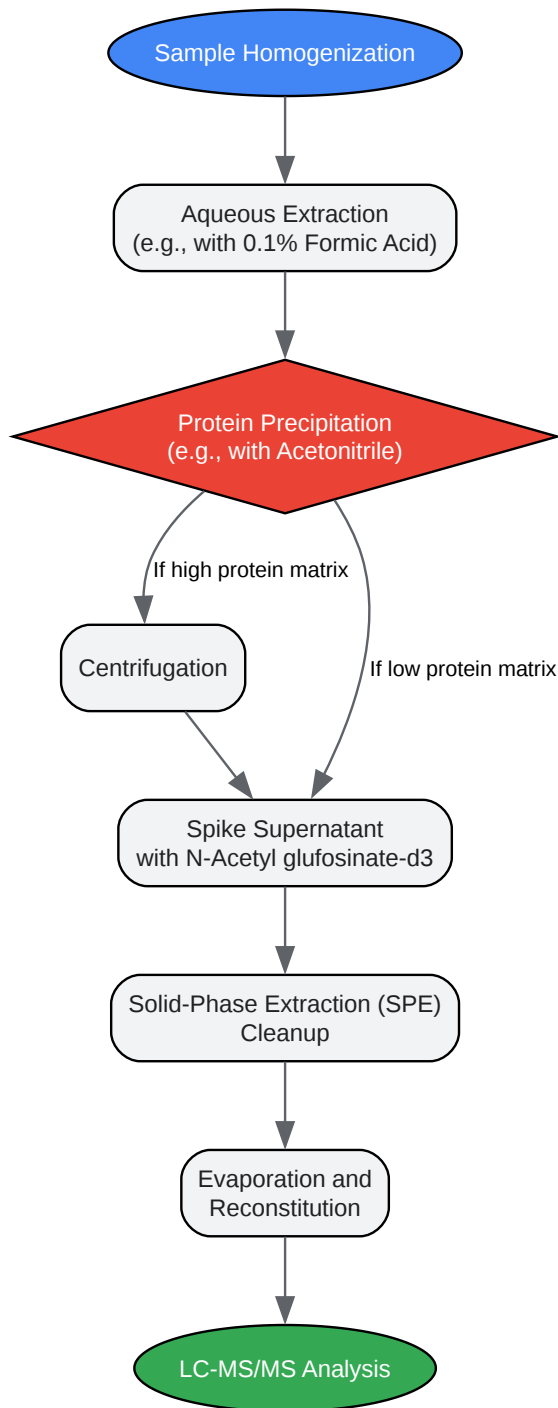 Sample Homogenization
Aqueous Extraction
(e.g., with 0.1% Formic Acid)
Protein Precipitation
(e.g., with Acetonitrile)
If high protein matrix
Centrifugation
If low protein matrix
Spike Supernatant
with N-Acetyl glufosinate-d3
Solid-Phase Extraction (SPE)
Cleanup
Evaporation and
Reconstitution
LC-MS/MS Analysis